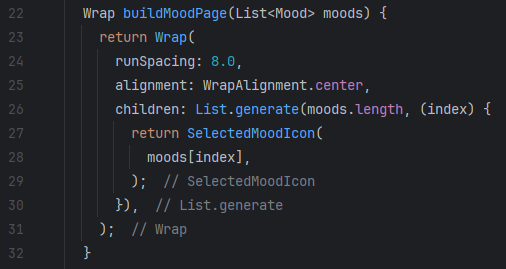 22 Wrap buildMoodPage(List<Mood> moods) {
23 return Wrap(
24 runSpacing: 8.0,
25 alignment: WrapAlignment.center,
26 children: List.generate(moods.length, (index) {
27 return SelectedMoodIcon(
28 moods[index],
29 ); // SelectedMoodIcon
30 }), // List.generate
31 ); // Wrap
32 }